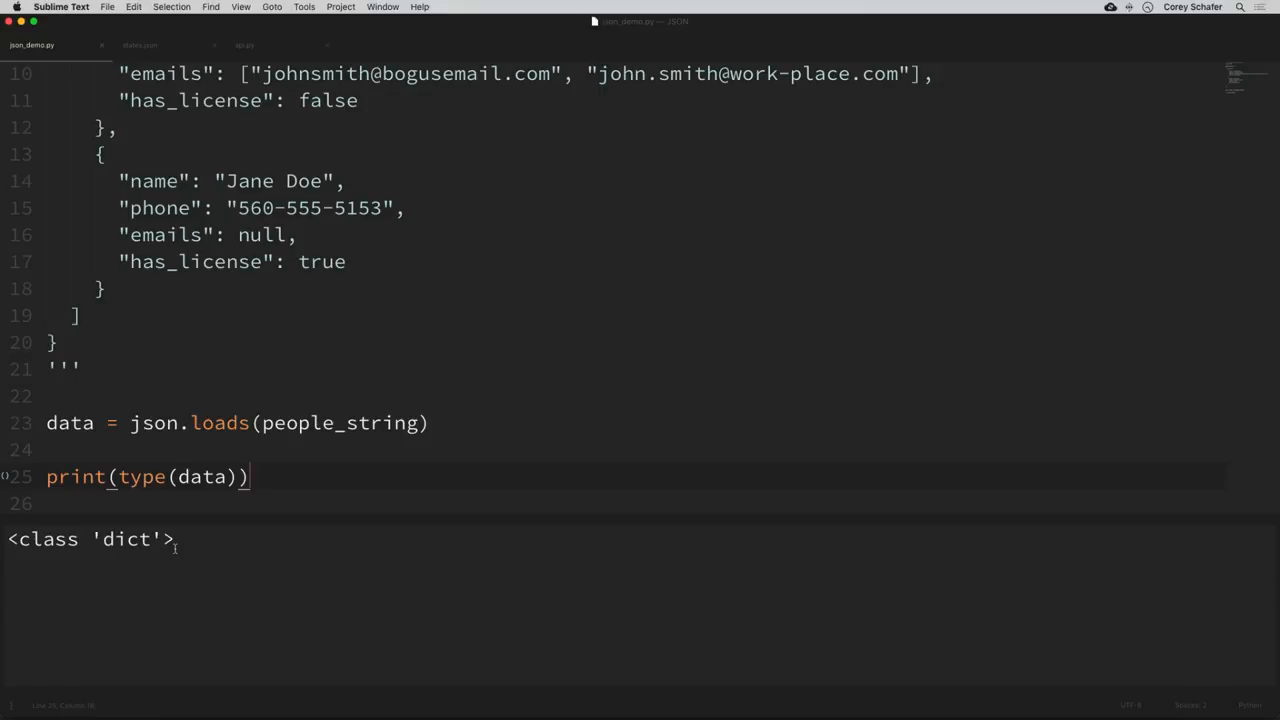 Sublime Text File Edit Selection Find View Goto Tools Project Window Help Corey Schafer
json_demo.py — JSON
json_demo.py × states.json × api.py ×
10 "emails": ["johnsmith@bogusemail.com", "john.smith@work-place.com"],
11 "has_license": false
12 },
13 {
14 "name": "Jane Doe",
15 "phone": "560-555-5153",
16 "emails": null,
17 "has_license": true
18 }
19 ]
20 }
21 '''
22
23 data = json.loads(people_string)
24
25 print(type(data))
26
<class 'dict'>
Line 25, Column 18 UTF-8 Spaces: 2 Python